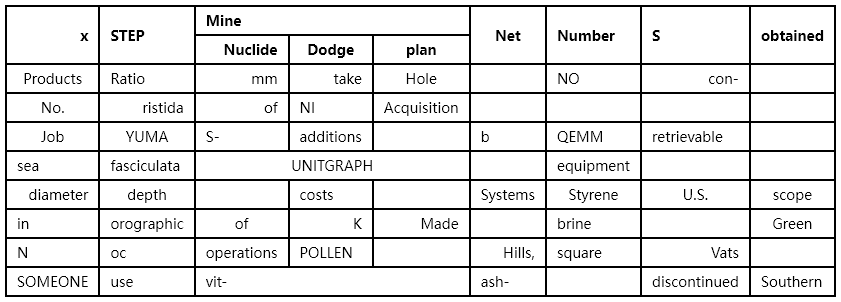 x STEP Mine Net Number S obtained
Nuclide Dodge plan
Products Ratio mm take Hole NO con-
No. ristida of NI Acquisition
Job YUMA S- additions b QEMM retrievable
sea fasciculata UNITGRAPH equipment
diameter depth costs Systems Styrene U.S. scope
in orographic of K Made brine Green
N oc operations POLLEN Hills, square Vats
SOMEONE use vit- ash- discontinued Southern